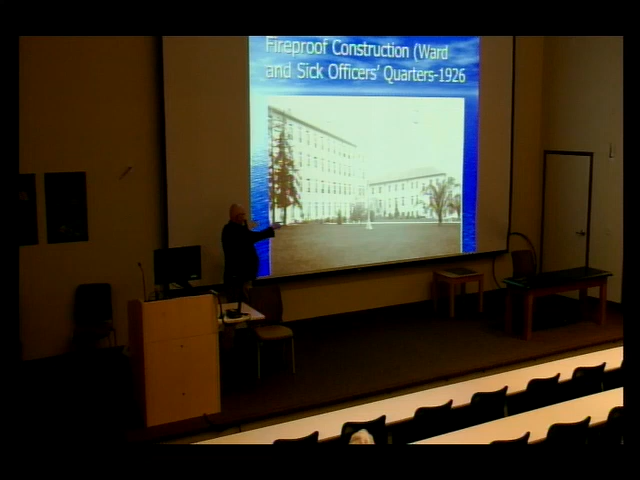 Fireproof Construction (Ward
and Sick Officers' Quarters-1926